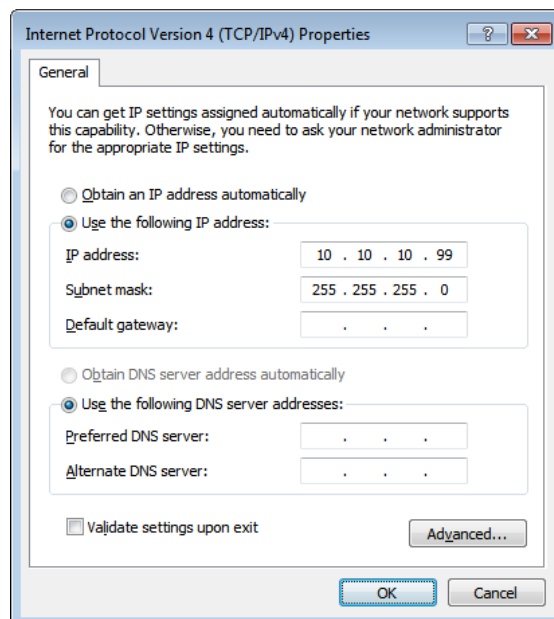 Internet Protocol Version 4 (TCP/IPv4) Properties
?
General
You can get IP settings assigned automatically if your network supports
this capability. Otherwise, you need to ask your network administrator
for the appropriate IP settings.
Obtain an IP address automatically
Use the following IP address:
IP address: 10 . 10 . 10 . 99
Subnet mask: 255 . 255 . 255 . 0
Default gateway: . . .
Obtain DNS server address automatically
Use the following DNS server addresses:
Preferred DNS server: . . .
Alternate DNS server: . . .
Validate settings upon exit
Advanced...
OK Cancel